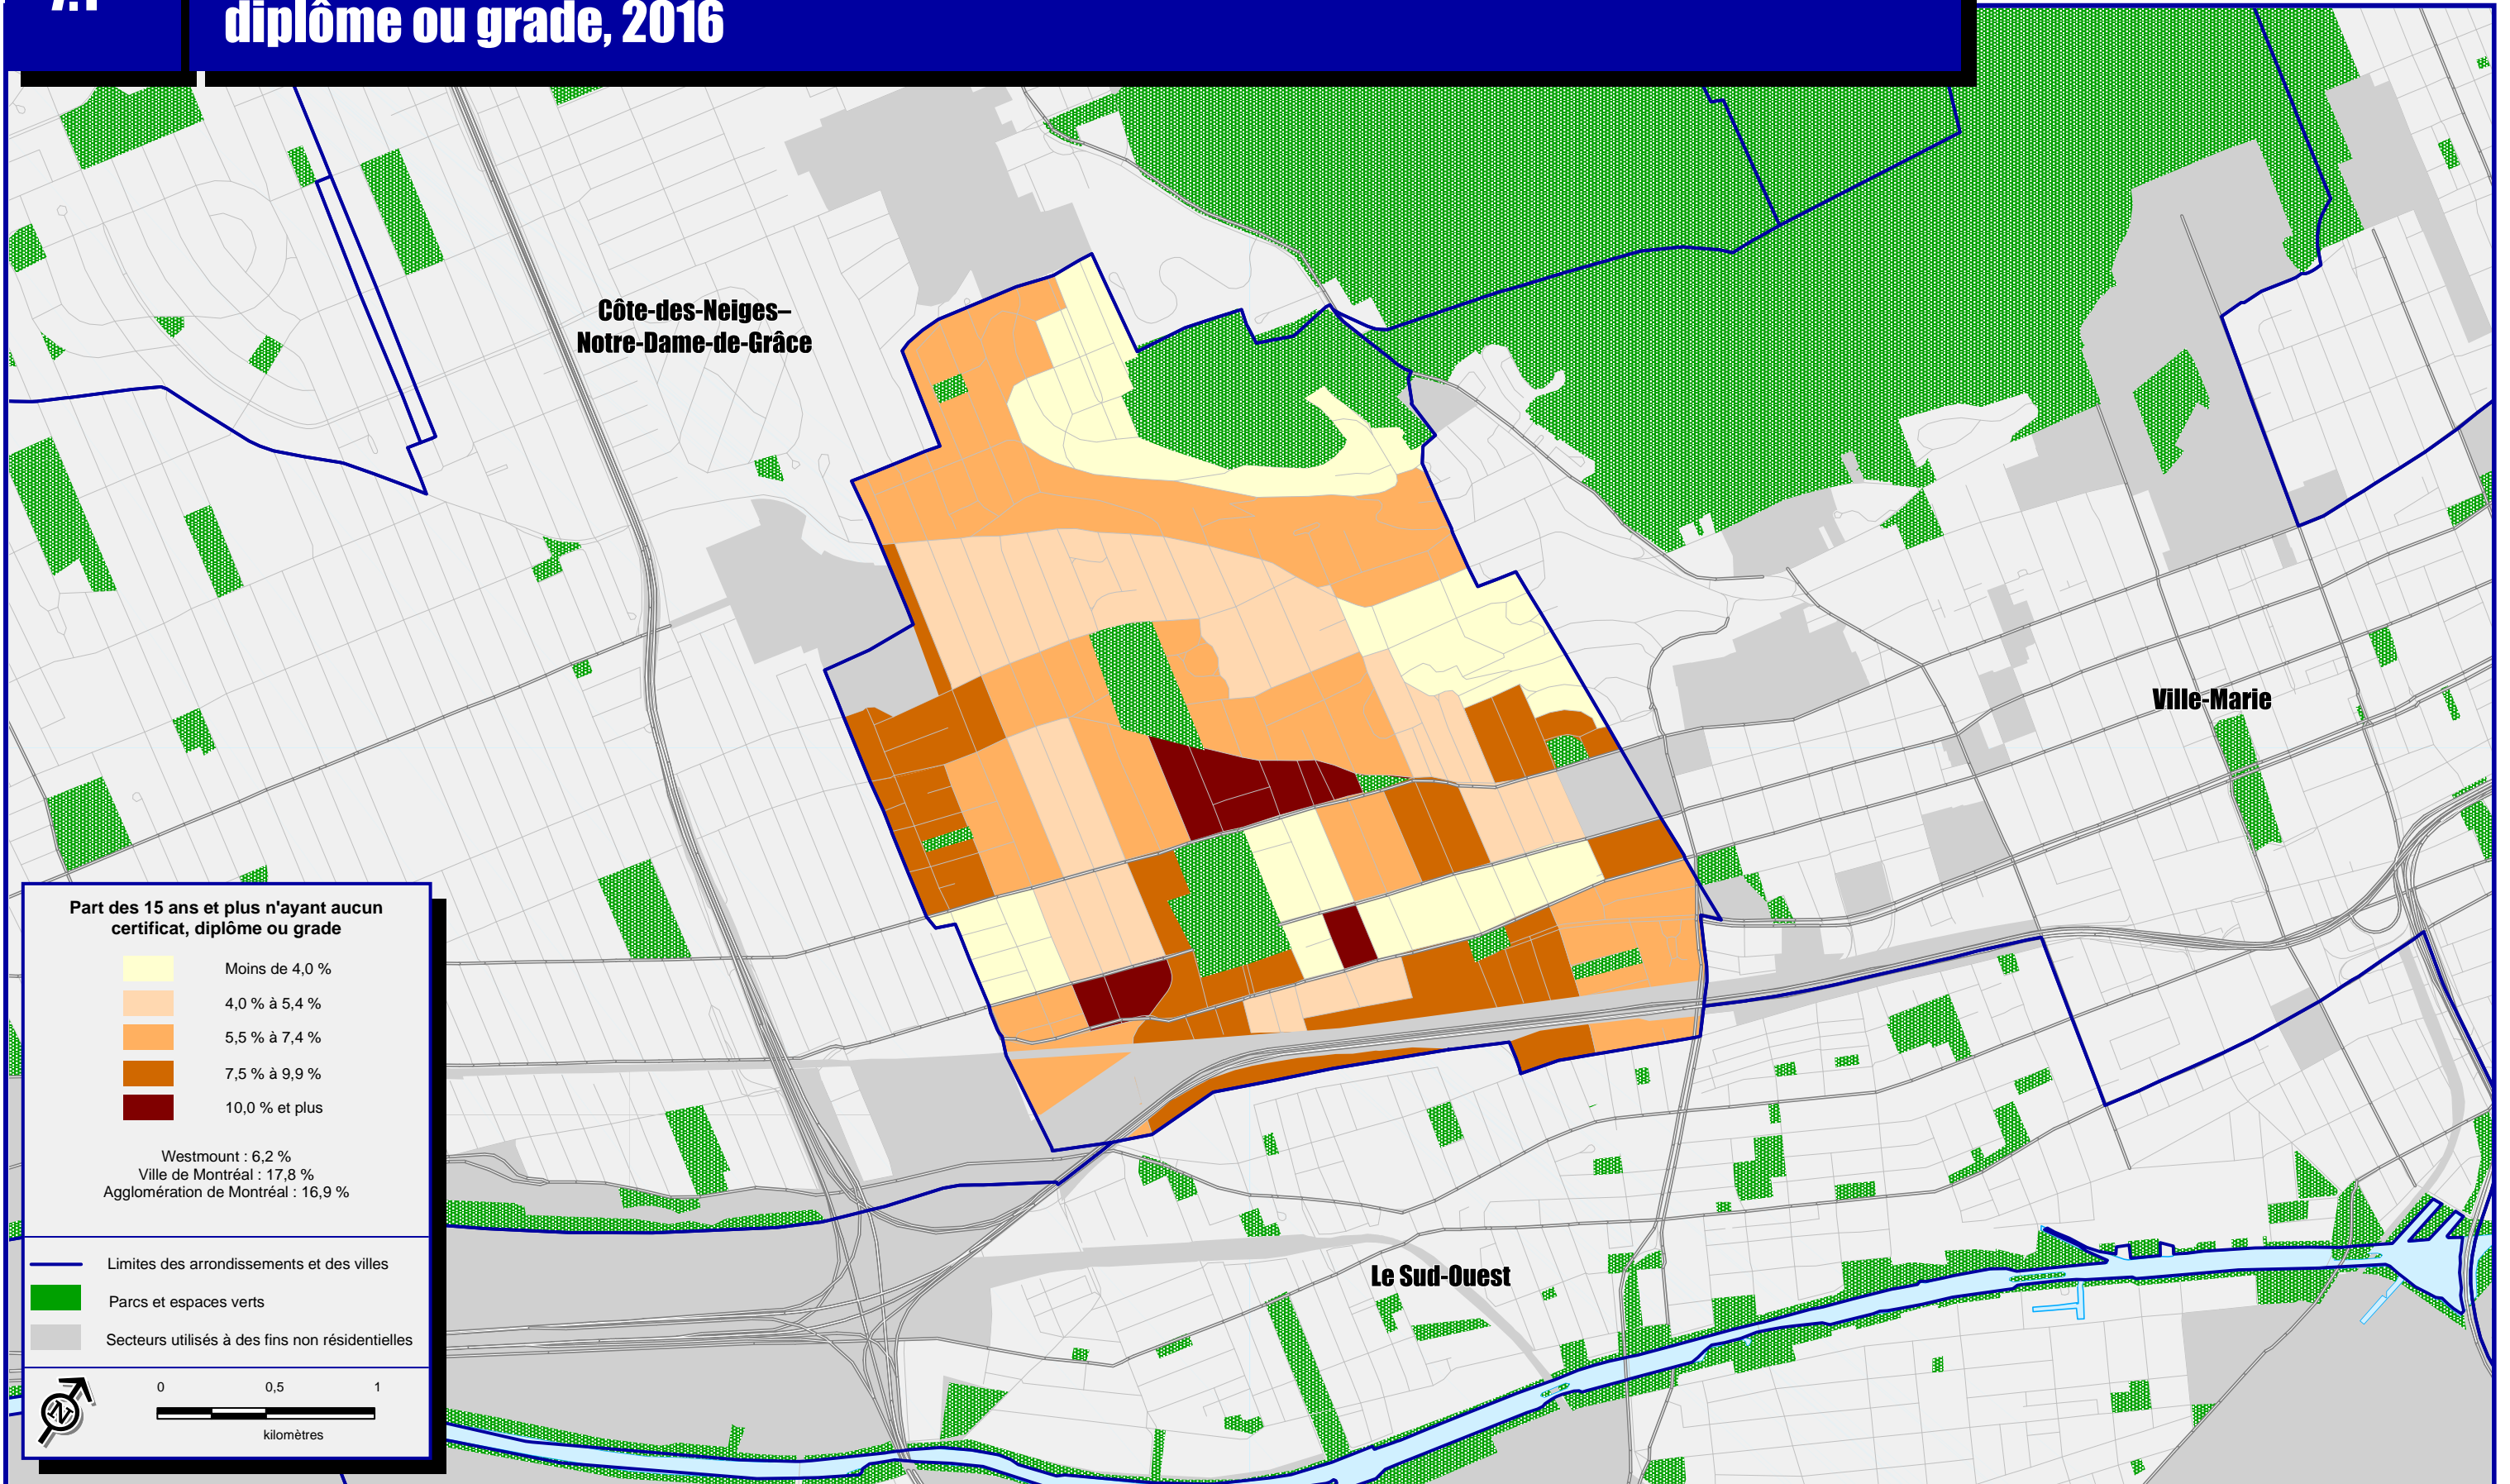 7.1
diplôme ou grade, 2016
Côte-des-Neiges–
Notre-Dame-de-Grâce
Ville-Marie
Le Sud-Ouest
Part des 15 ans et plus n'ayant aucun
certificat, diplôme ou grade
Moins de 4,0 %
4,0 % à 5,4 %
5,5 % à 7,4 %
7,5 % à 9,9 %
10,0 % et plus
Westmount : 6,2 %
Ville de Montréal : 17,8 %
Agglomération de Montréal : 16,9 %
Limites des arrondissements et des villes
Parcs et espaces verts
Secteurs utilisés à des fins non résidentielles
N
0 0,5 1
kilomètres